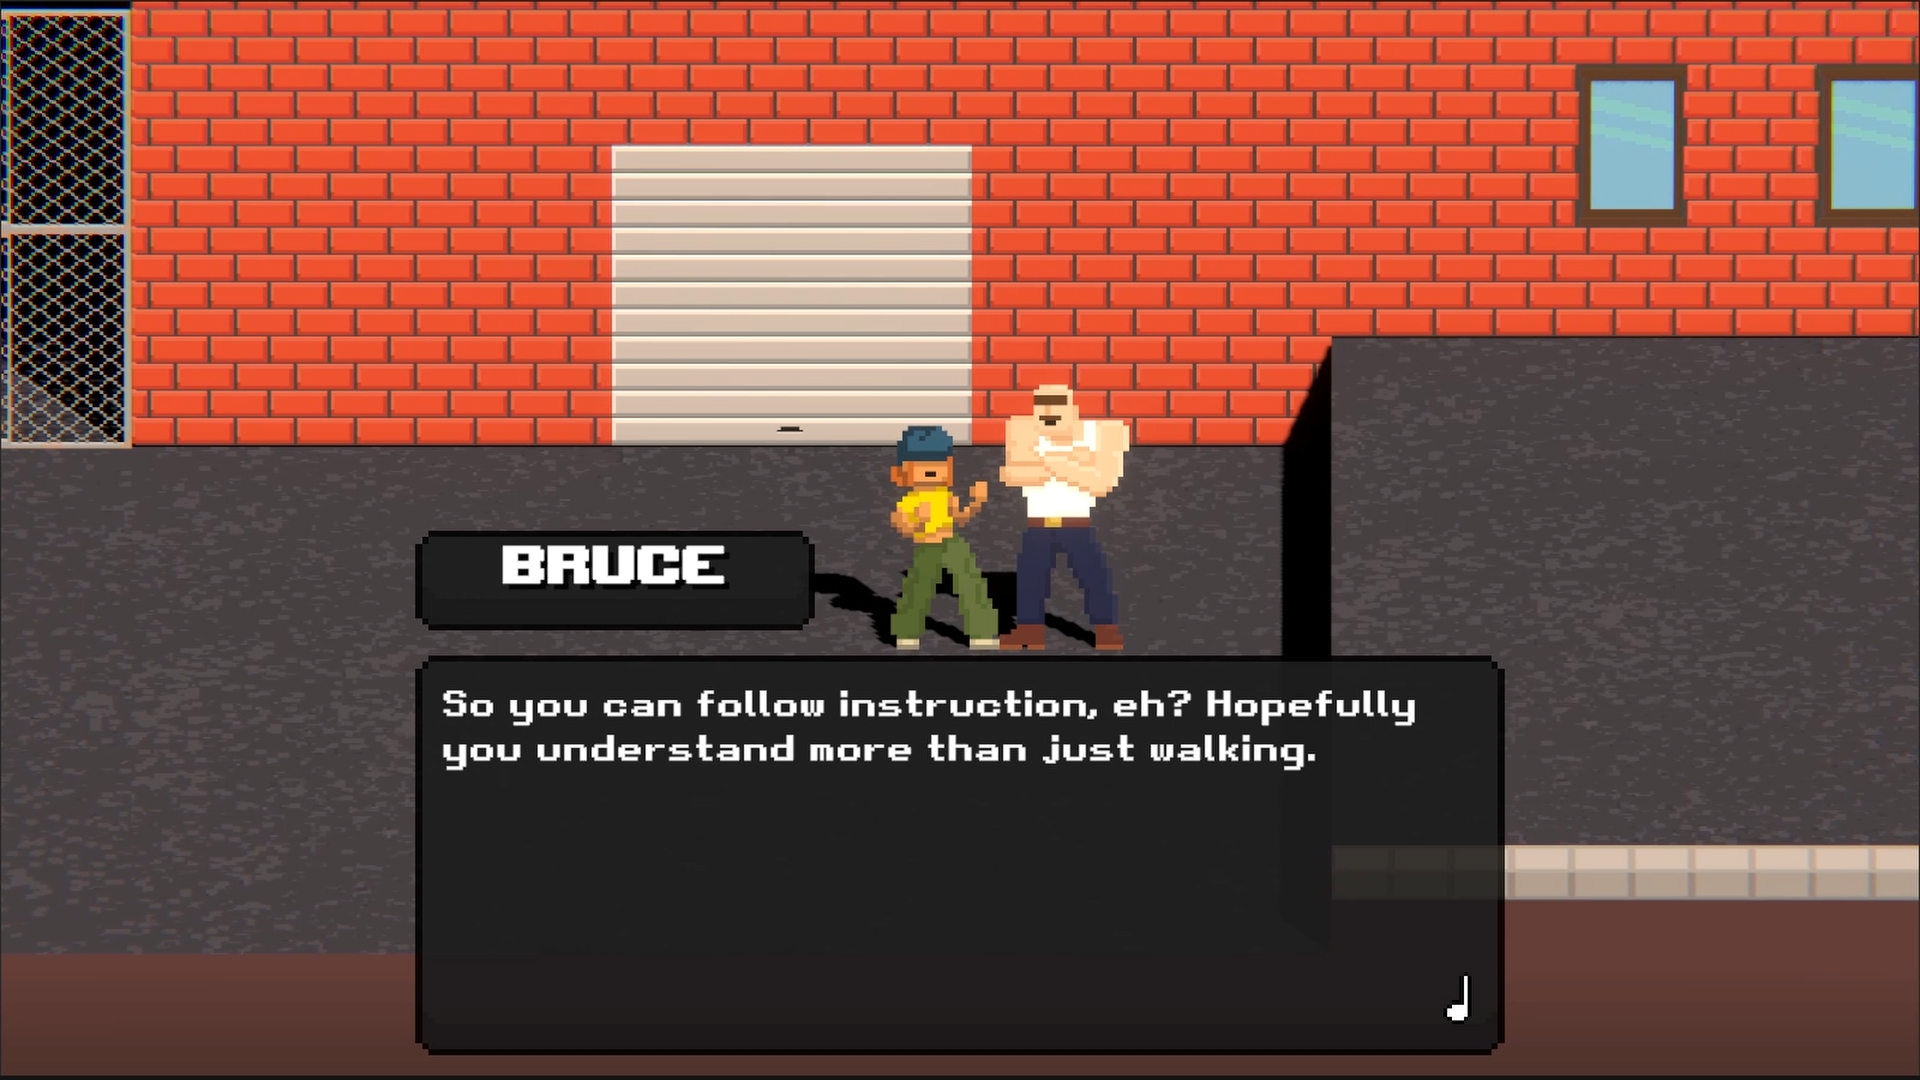 BRUCE
So you can follow instruction, eh? Hopefully
you understand more than just walking.